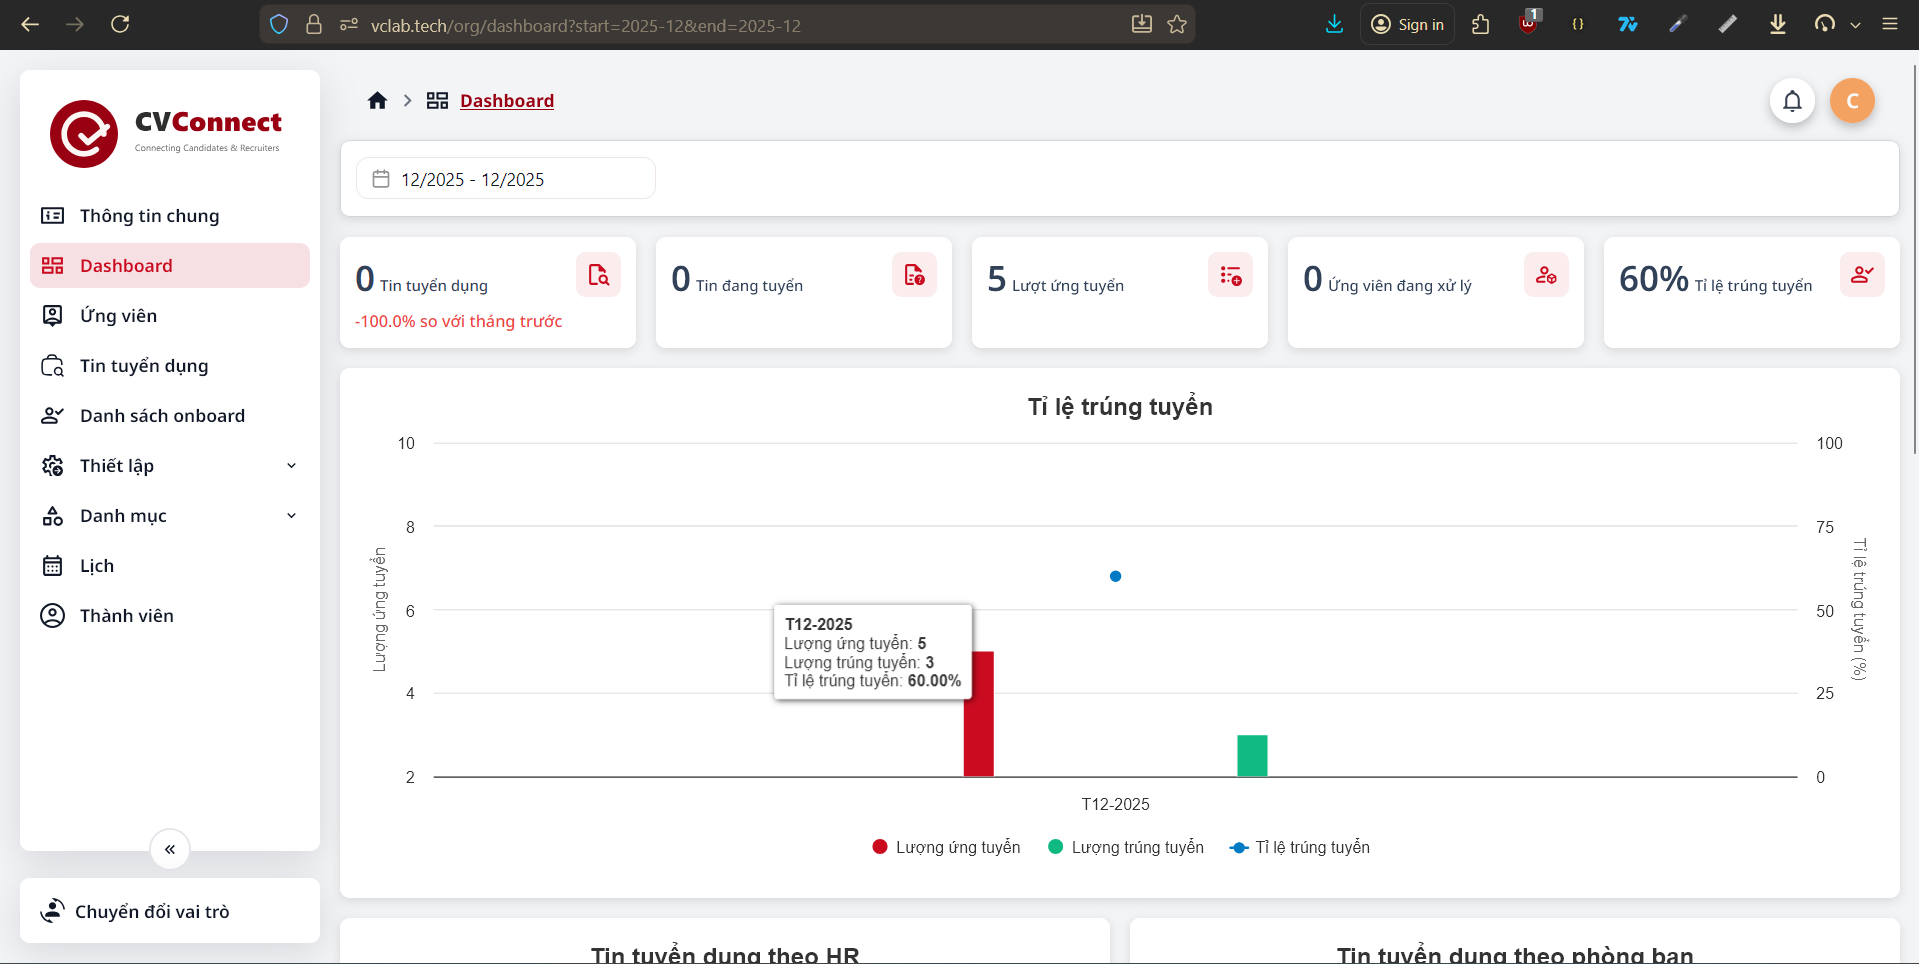 vclab.tech/org/dashboard?start=2025-12&end=2025-12
Sign in
1
{}
CVConnect
Connecting Candidates & Recruiters
Thông tin chung
Dashboard
Ứng viên
Tin tuyển dụng
Danh sách onboard
Thiết lập
Danh mục
Lịch
Thành viên
«
Chuyển đổi vai trò
Dashboard
C
12/2025 - 12/2025
0 Tin tuyển dụng
-100.0% so với tháng trước
0 Tin đang tuyển
5 Lượt ứng tuyển
0 Ứng viên đang xử lý
60% Tỉ lệ trúng tuyển
Tỉ lệ trúng tuyển
10
8
6
4
2
Lượng ứng tuyển
100
75
50
25
0
Tỉ lệ trúng tuyển (%)
T12-2025
Lượng ứng tuyển: 5
Lượng trúng tuyển: 3
Tỉ lệ trúng tuyển: 60.00%
T12-2025
Lượng ứng tuyển
Lượng trúng tuyển
Tỉ lệ trúng tuyển
Tin tuyển dụng theo HR
Tin tuyển dụng theo phòng ban